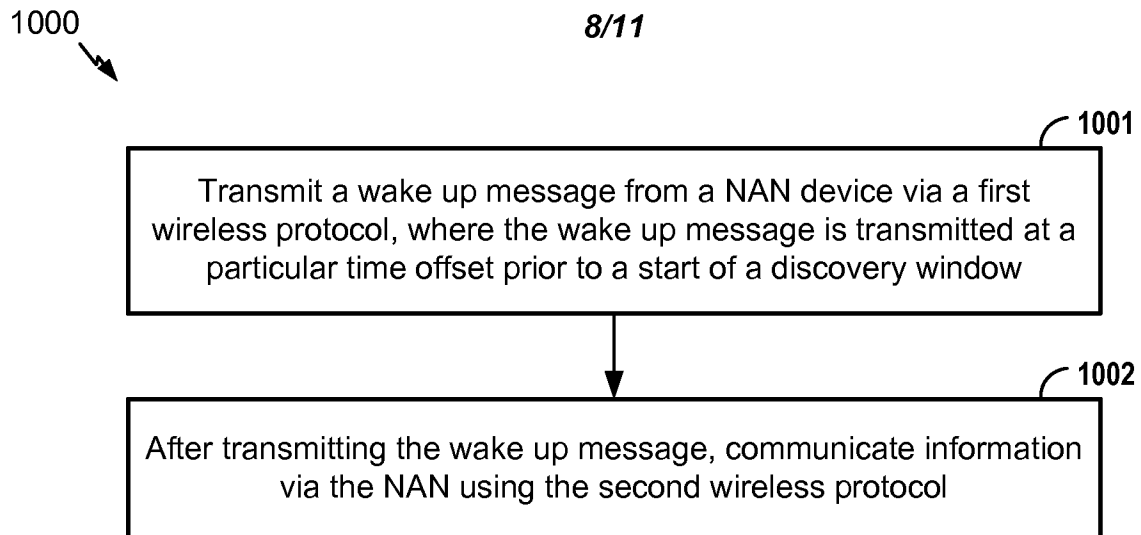 1000
8/11
1001
Transmit a wake up message from a NAN device via a first
wireless protocol, where the wake up message is transmitted at a
particular time offset prior to a start of a discovery window
1002
After transmitting the wake up message, communicate information
via the NAN using the second wireless protocol